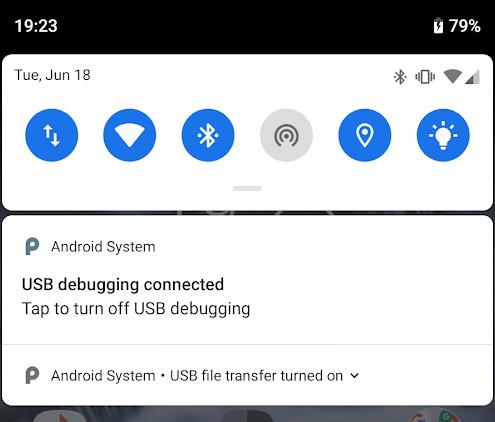 19:23 79%
Tue, Jun 18
Android System
USB debugging connected
Tap to turn off USB debugging
Android System • USB file transfer turned on